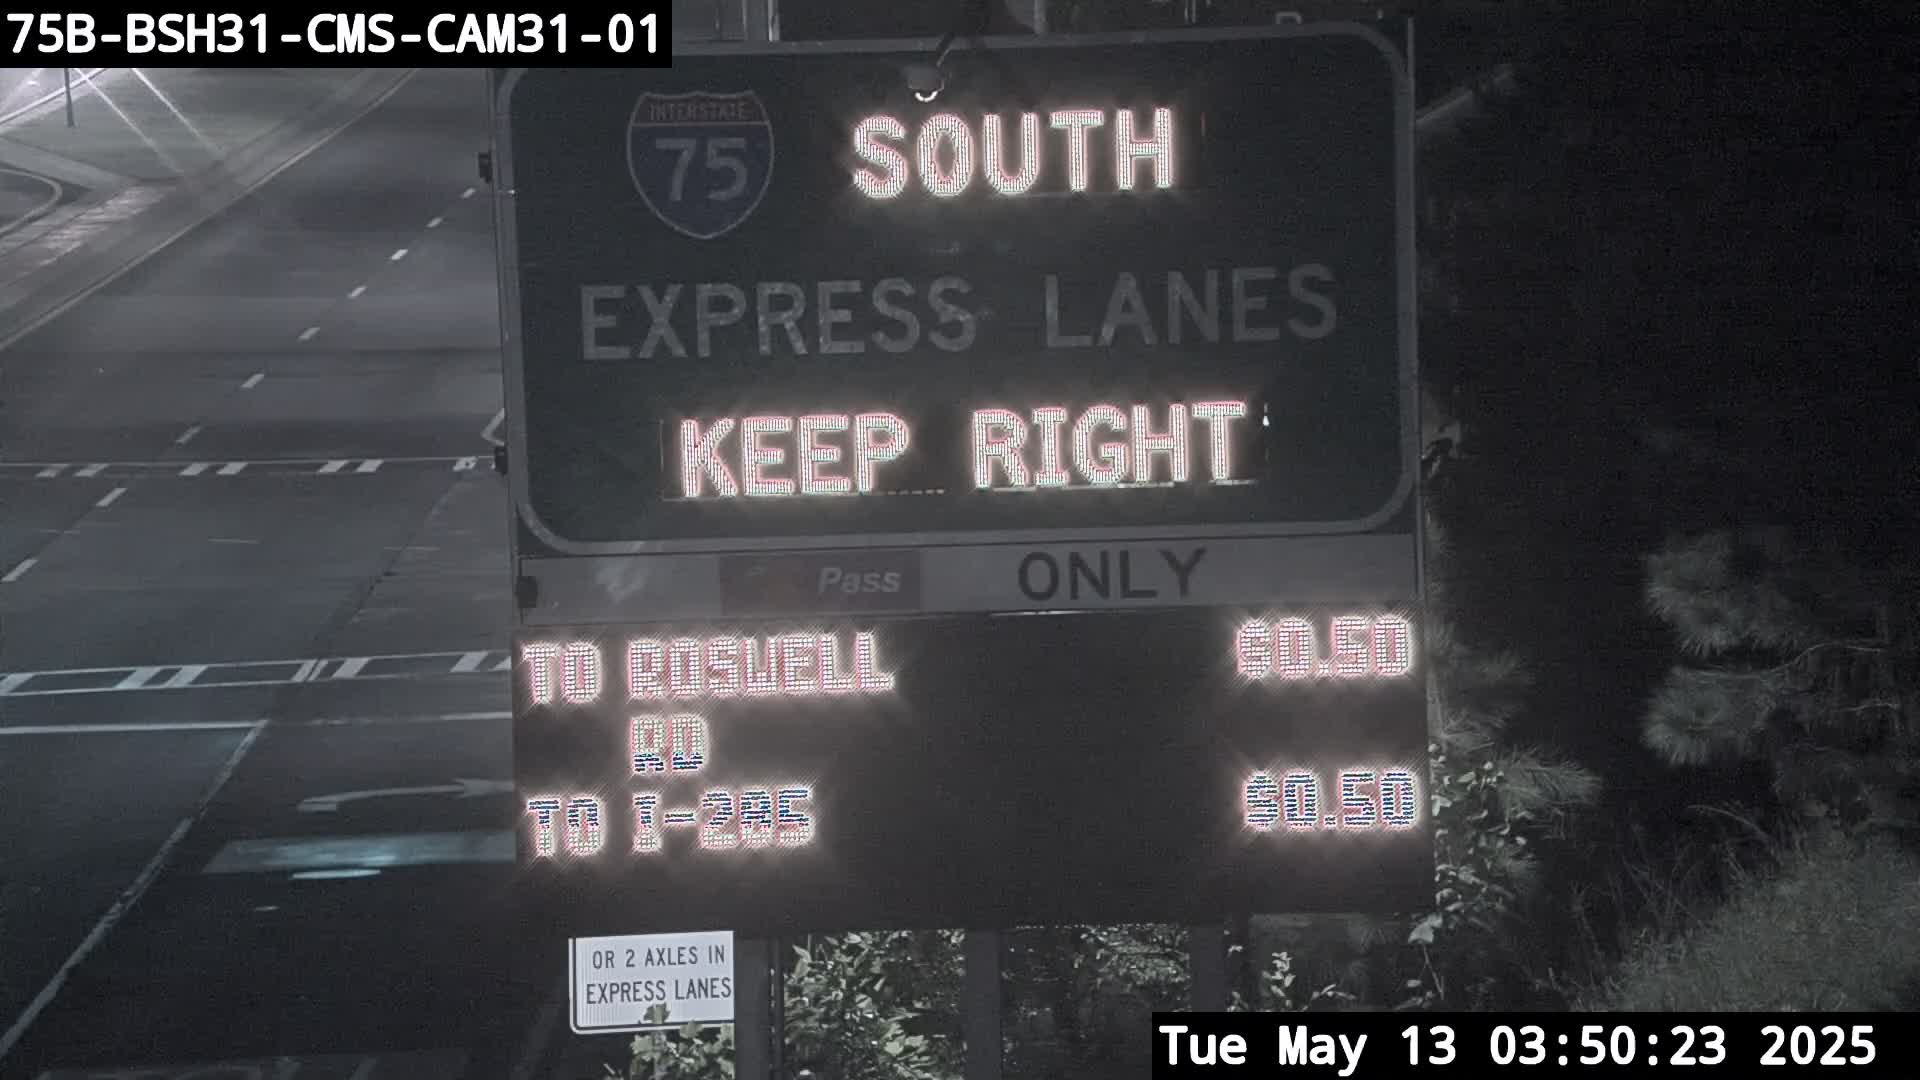 75B-BSH31-CMS-CAM31-01
INTERSTATE
75
SOUTH
EXPRESS LANES
KEEP RIGHT
Pass ONLY
TO ROSWELL $0.50
RD
TO I-285 $0.50
OR 2 AXLES IN
EXPRESS LANES
Tue May 13 03:50:23 2025